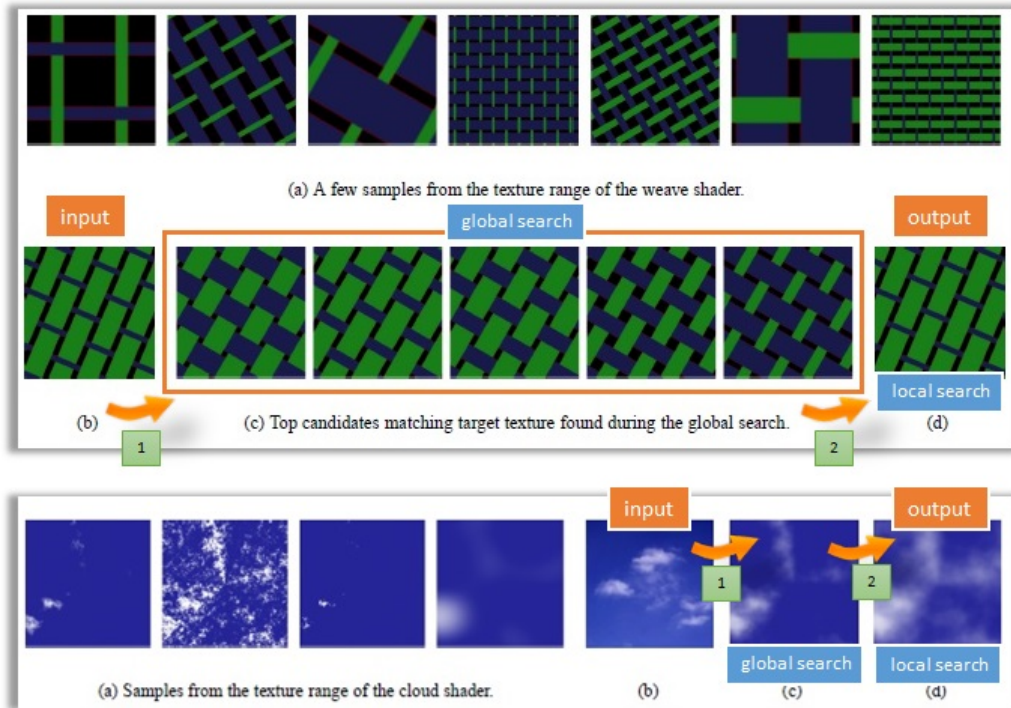 (a) A few samples from the texture range of the weave shader.
input
global search
output
local search
(b)
(c) Top candidates matching target texture found during the global search.
(d)
1
2
input
output
1
2
global search
local search
(a) Samples from the texture range of the cloud shader.
(b)
(c)
(d)